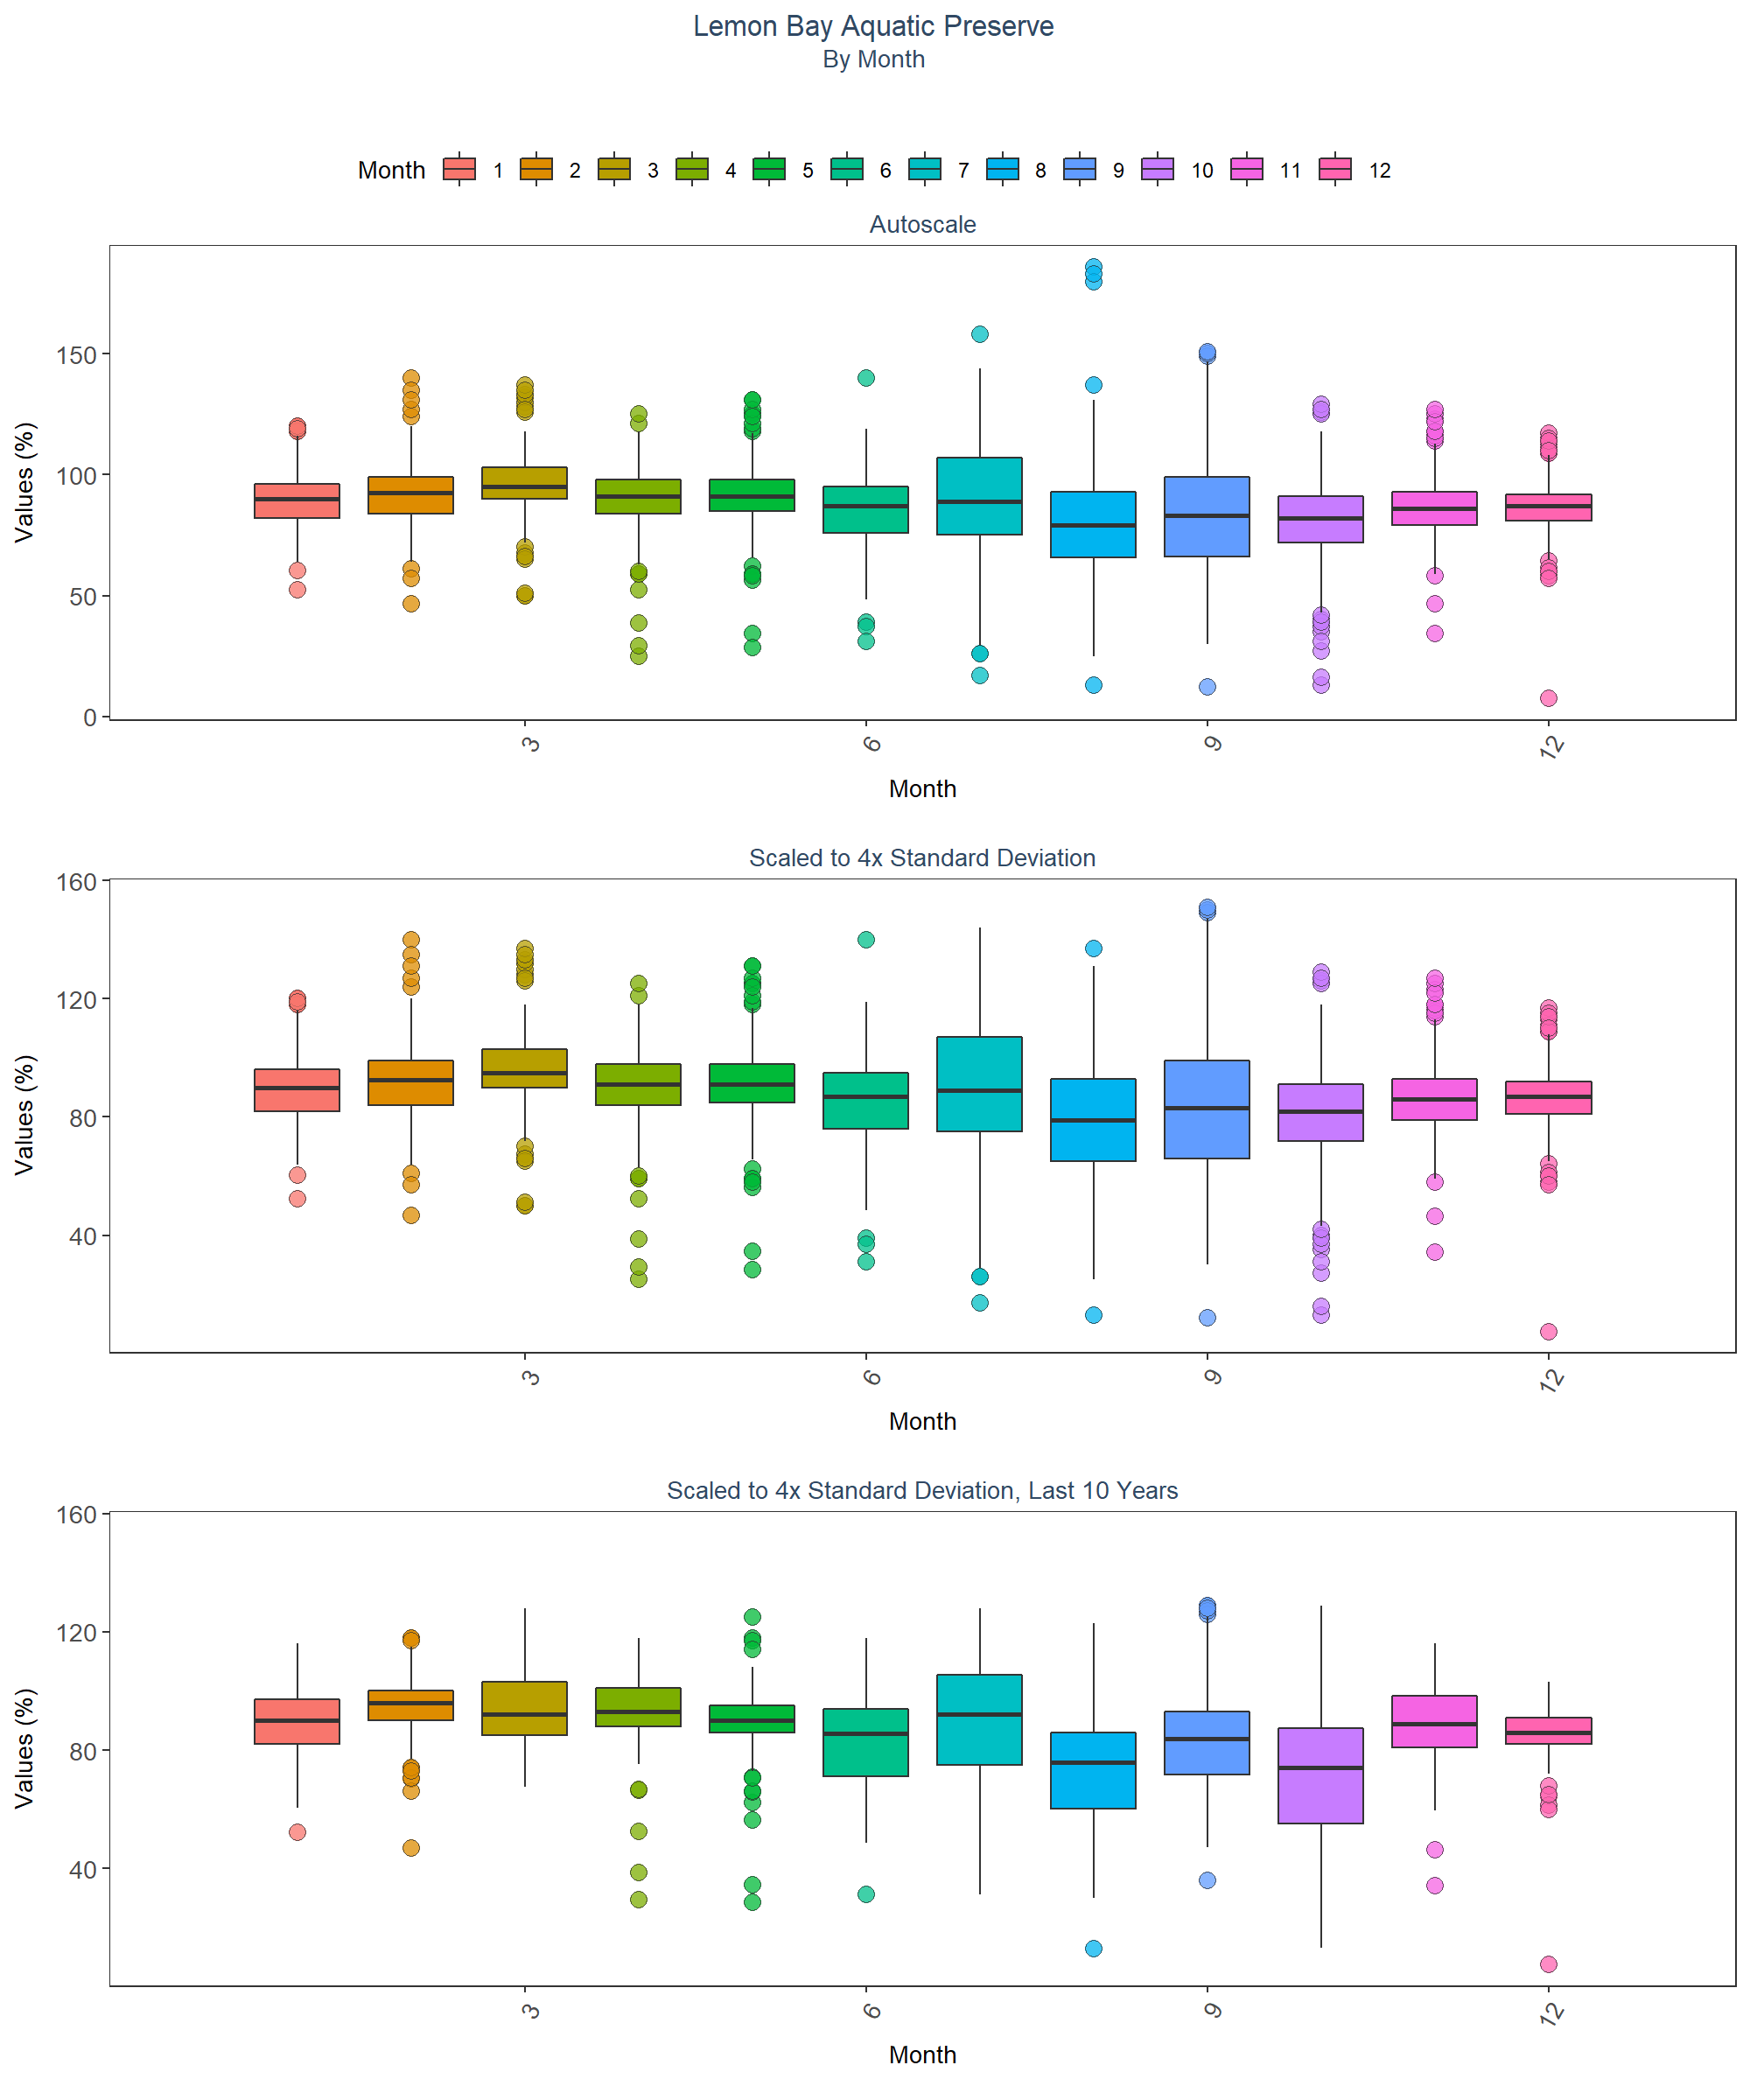 Lemon Bay Aquatic Preserve
By Month
Month 1 2 3 4 5 6 7 8 9 10 11 12
Autoscale
Values (%)
150
100
50
0
3 6 9 12
Month
Scaled to 4x Standard Deviation
Values (%)
160
120
80
40
3 6 9 12
Month
Scaled to 4x Standard Deviation, Last 10 Years
Values (%)
160
120
80
40
3 6 9 12
Month